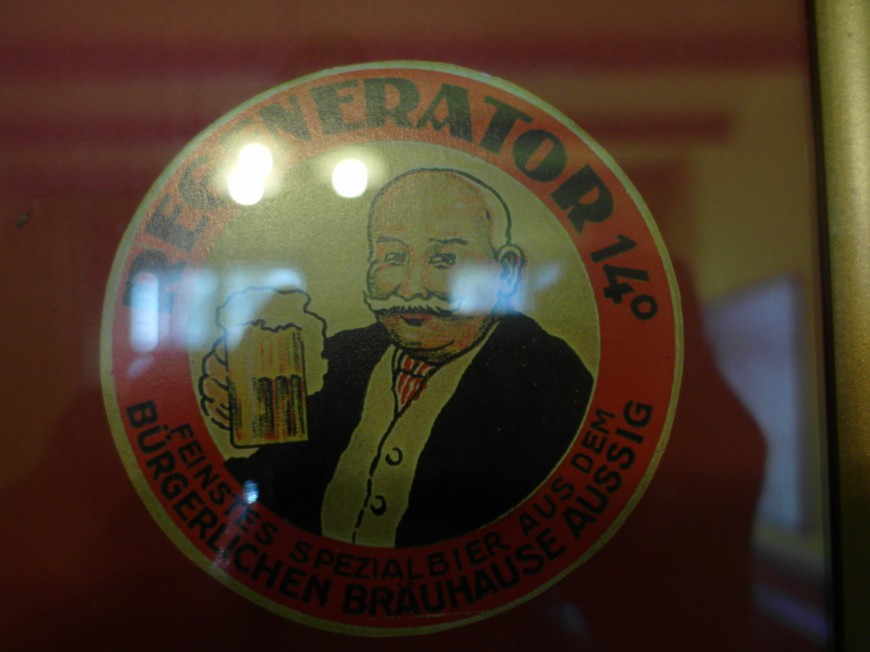 REGENERATOR 14°
FEINSTES SPEZIALBIER AUS DEM
BÜRGERLICHEN BRÄUHAUSE AUSSIG